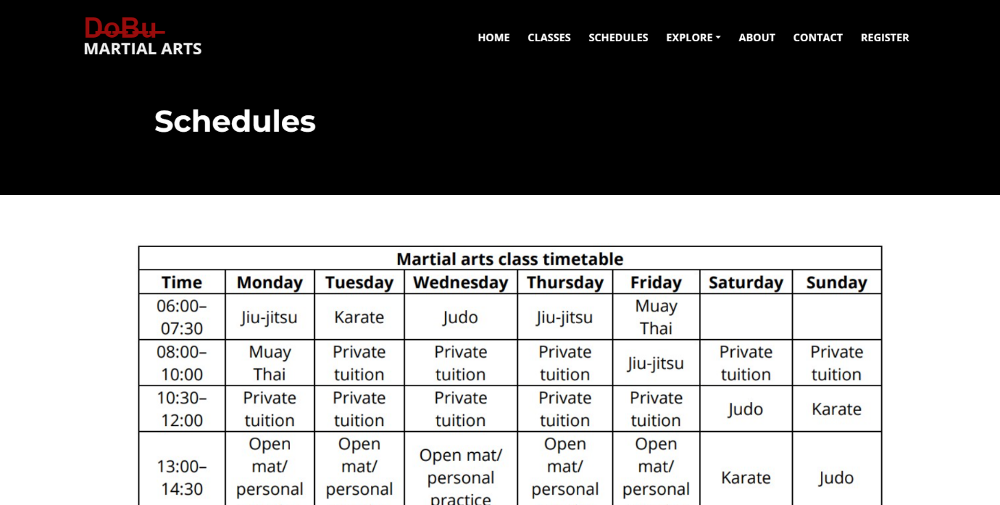 DoBu
MARTIAL ARTS
HOME CLASSES SCHEDULES EXPLORE ABOUT CONTACT REGISTER
Schedules
Martial arts class timetable
Time Monday Tuesday Wednesday Thursday Friday Saturday Sunday
06:00–07:30 Jiu-jitsu Karate Judo Jiu-jitsu Muay Thai
08:00–10:00 Muay Thai Private tuition Private tuition Private tuition Jiu-jitsu Private tuition Private tuition
10:30–12:00 Private tuition Private tuition Private tuition Private tuition Private tuition Judo Karate
13:00–14:30 Open mat/ personal Open mat/ personal Open mat/ personal practice Open mat/ personal Open mat/ personal Karate Judo